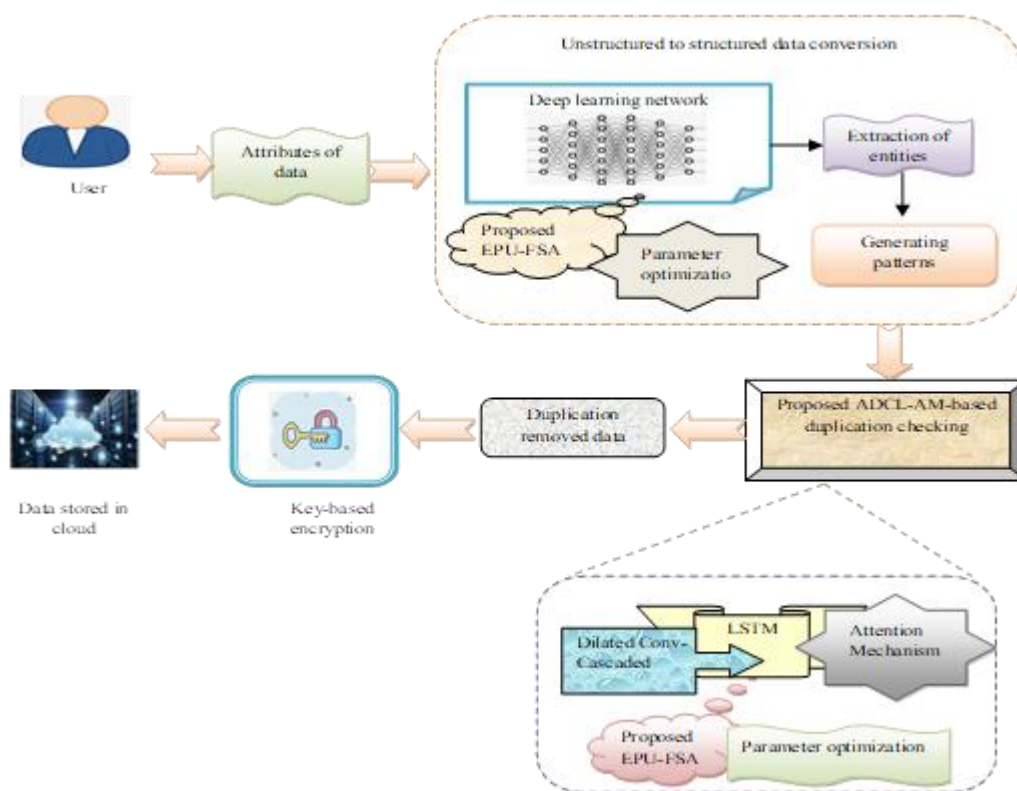 Unstructured to structured data conversion
Deep learning network
Extraction of
entities
User
Attributes of
data
Proposed
EPU-FSA
Parameter
optimizatio
Generating
patterns
Data stored in
cloud
Key-based
encryption
Duplication
removed data
Proposed ADCL-AM-based
duplication checking
Dilated Conv-
Cascaded
LSTM
Attention
Mechanism
Proposed
EPU-FSA
Parameter optimization